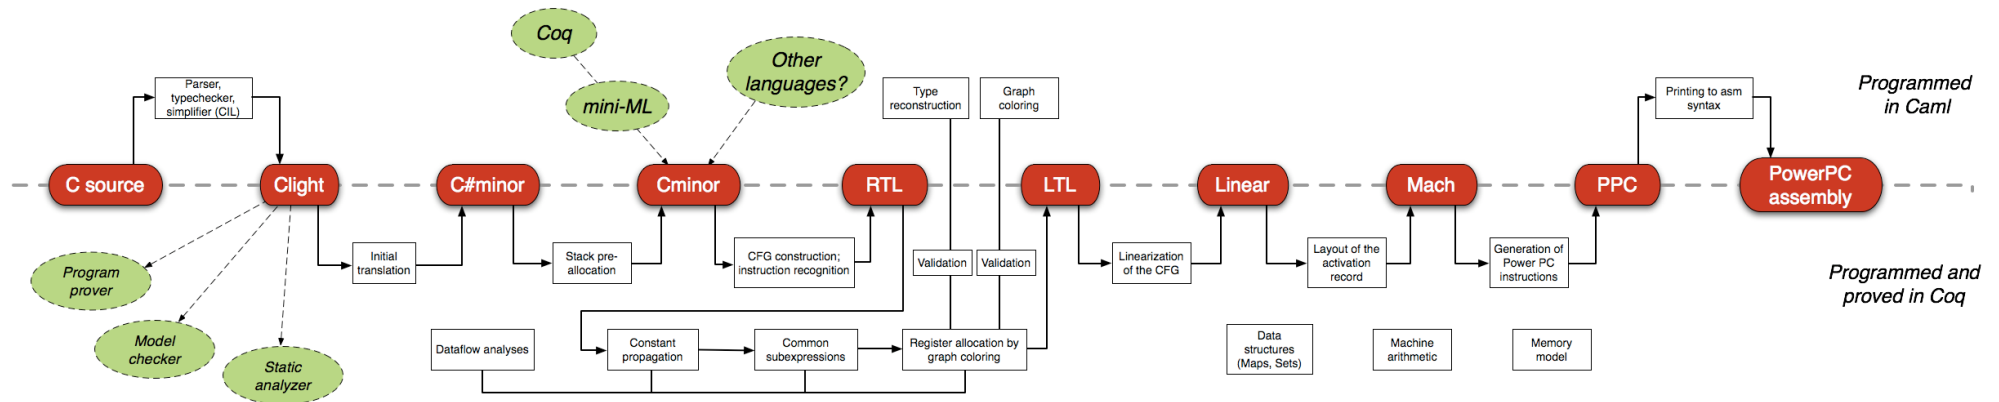 Coq
Other
languages?
mini-ML
Parser,
typechecker,
simplifier (CIL)
Type
reconstruction
Graph
coloring
Printing to asm
syntax
Programmed
in Caml
C source
Clight
C#minor
Cminor
RTL
LTL
Linear
Mach
PPC
PowerPC
assembly
Initial
translation
Stack pre-
allocation
CFG construction;
instruction recognition
Validation
Validation
Linearization
of the CFG
Layout of the
activation
record
Generation of
Power PC
instructions
Programmed and
proved in Coq
Program
prover
Model
checker
Static
analyzer
Dataflow analyses
Constant
propagation
Common
subexpressions
Register allocation by
graph coloring
Data
structures
(Maps, Sets)
Machine
arithmetic
Memory
model